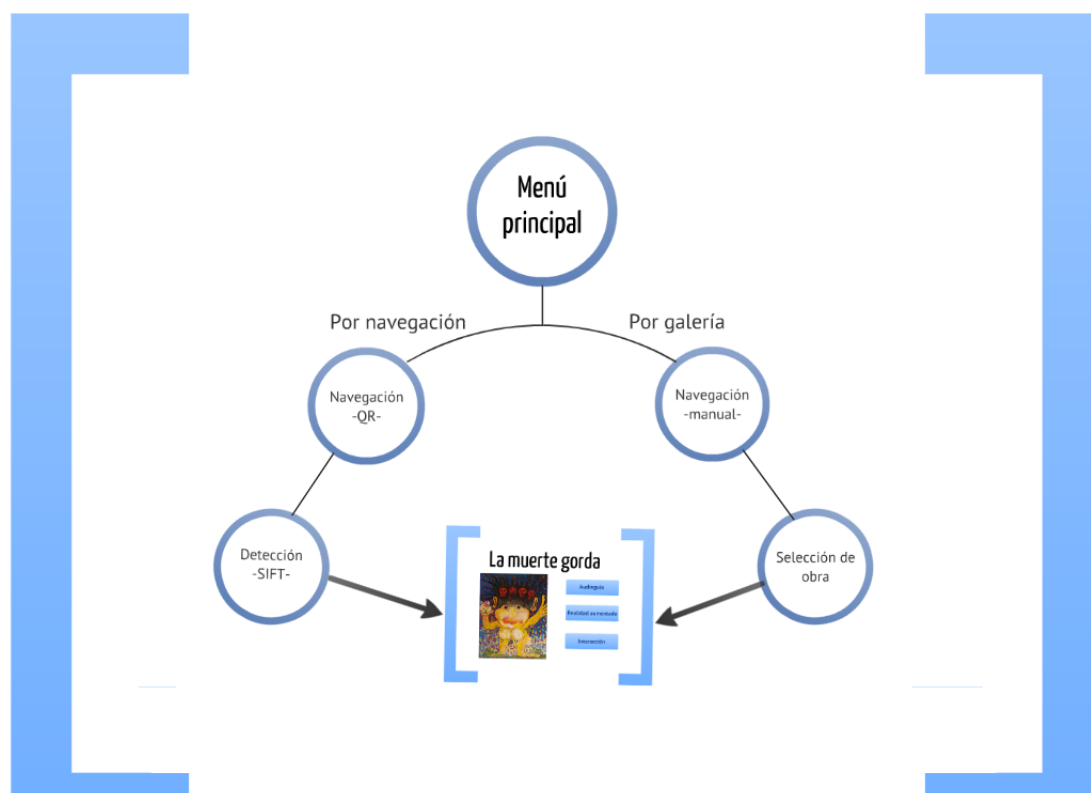 Menú
principal
Por navegación
Por galería
Navegación
-QR-
Navegación
-manual-
Detección
-SIFT-
Selección de
obra
La muerte gorda
Audioguía
Realidad aumentada
Interacción